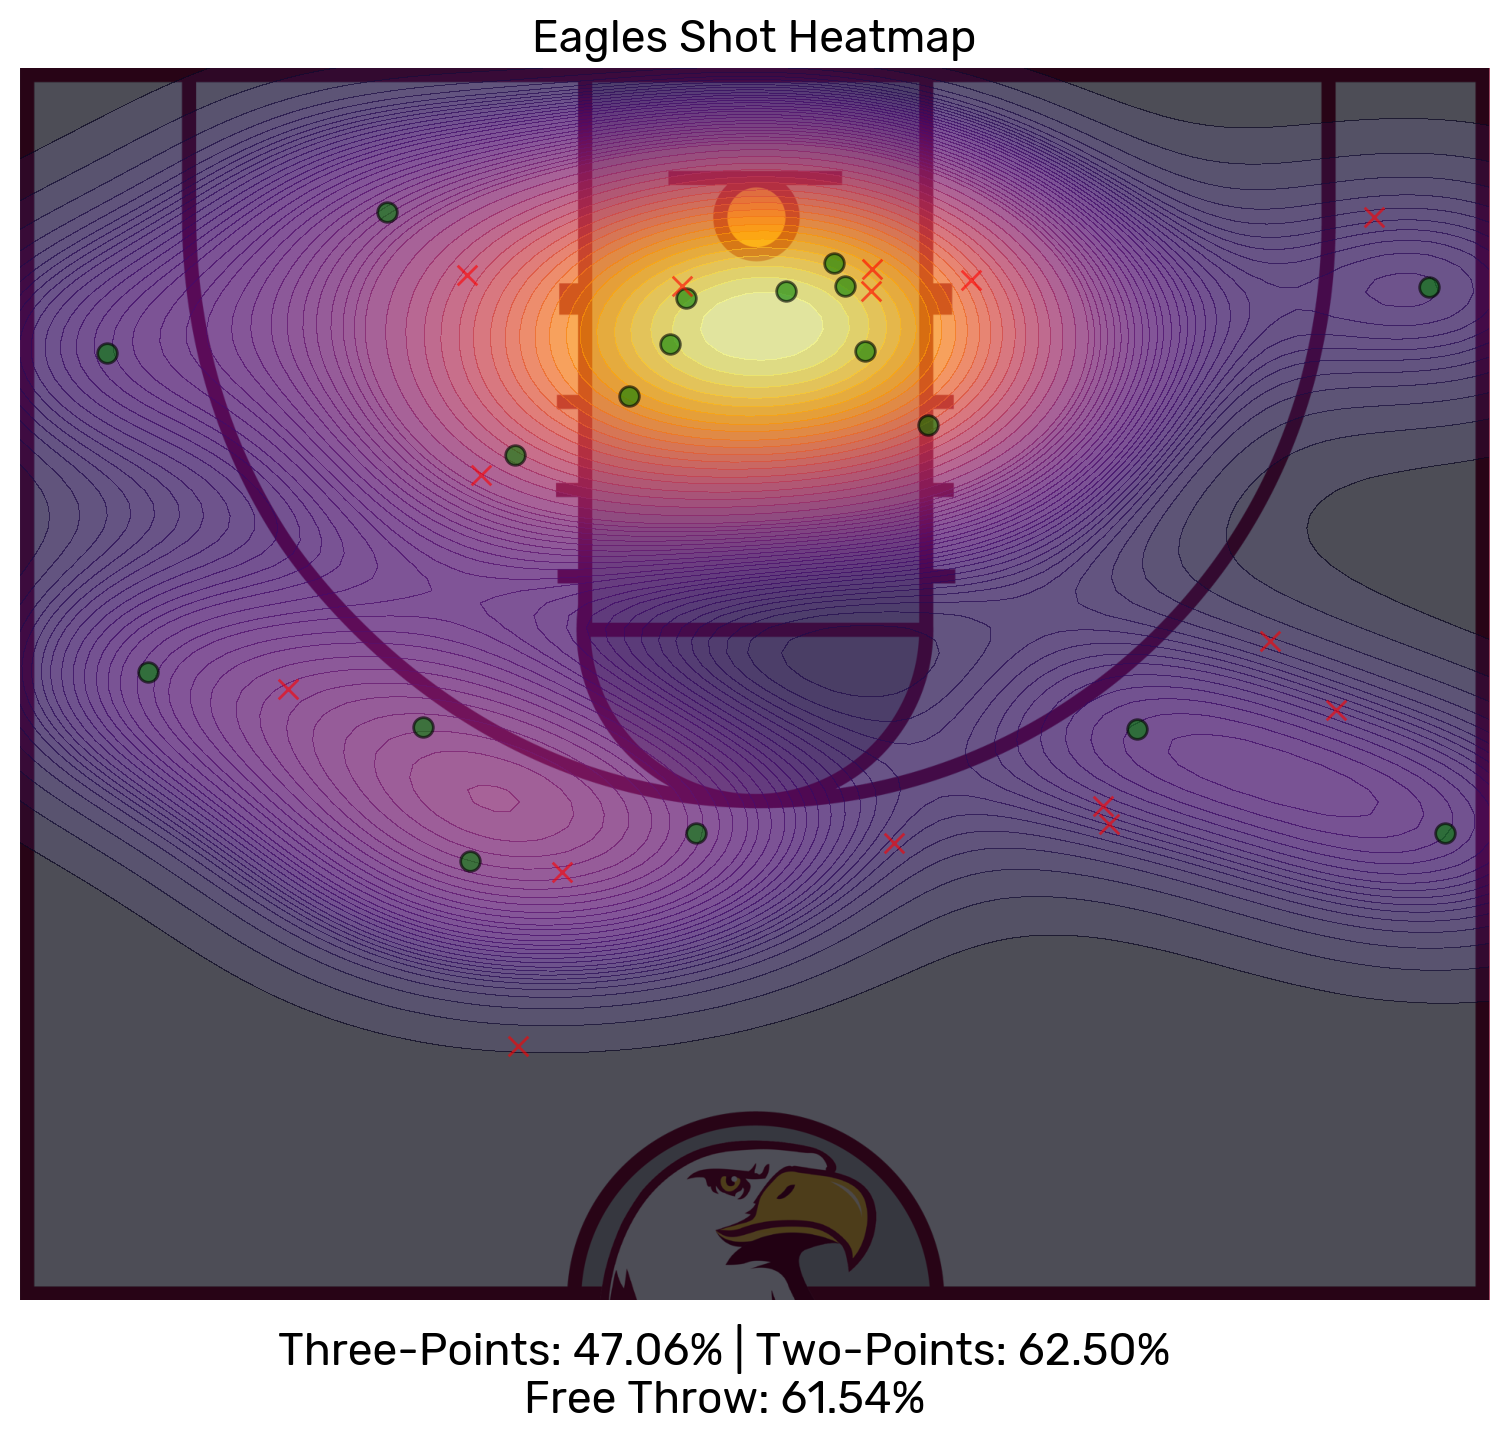 Eagles Shot Heatmap
Three-Points: 47.06% | Two-Points: 62.50%
Free Throw: 61.54%